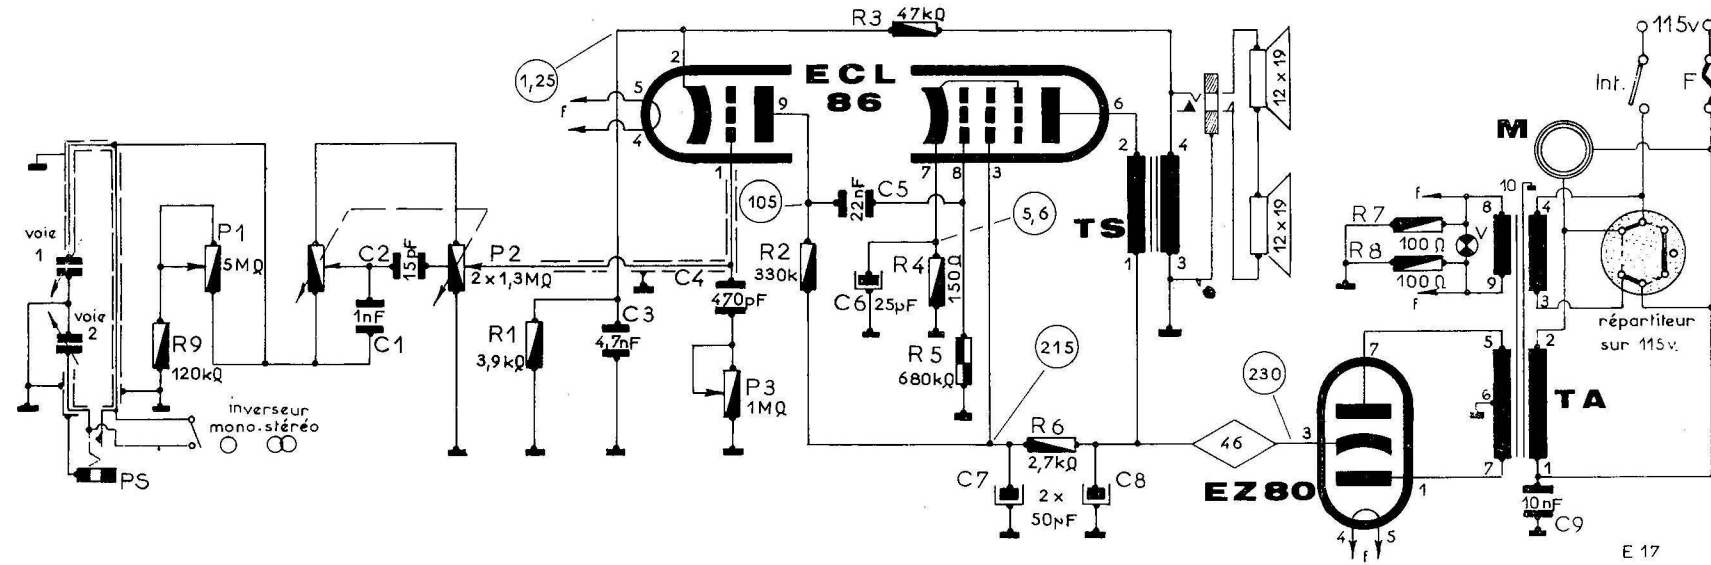 R3 47kΩ
115v
1,25
2
ECL
86
5
f
4
9
6
1
7
8
3
12 x 19
Int.
F
M
105
22nF
C5
5,6
2
4
TS
10
f
8
4
R7
100 Ω
V
R8
100 Ω
f
9
3
répartiteur
sur 115v.
voie
1
P1
5MΩ
C2
15pF
P2
2 x 1,3MΩ
C4
470pF
R2
330k
C6
25µF
R4
150Ω
1
3
12 x 19
voie
2
R9
120kΩ
1nF
C1
R1
3,9kΩ
C3
4,7nF
P3
1MΩ
R5
680kΩ
215
230
7
5
2
6
TA
inverseur
mono.stéréo
PS
R6
2,7kΩ
C7
2 x
50µF
C8
46
3
EZ80
1
7
1
10nF
C9
4
f
5
E 17